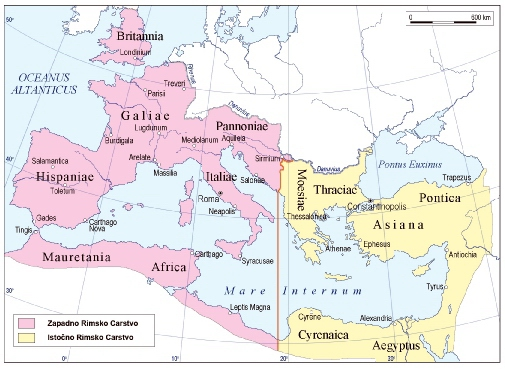 0
600 km
50°
Britannia
Londinium
OCEANUS
ALTANTICUS
Treveri
Rhenus
Parisii
Galiae
Lugdunum
Danuvius
Pannoniae
Mediolanum
Aquileia
Burdigala
Sirmium
Danuvius
Pontus Euxinus
40°
Salamantica
Arelate
Massilia
Italiae
Salonae
Moesiae
Thraciae
Trapezus
Hispaniae
Toletum
Roma
Constantinopolis
Pontica
Neapolis
Thessalonica
Gades
Carthago
Nova
Asiana
Tingis
Ephesus
Athenae
Carthago
Syracusae
Antiochia
Mauretania
Africa
Mare Internum
Tyrus
30°
Leptis Magna
Cyrene
Alexandria
Zapadno Rimsko Carstvo
Istočno Rimsko Carstvo
Cyrenaica
Aegyptus
0°
10°
20°
30°